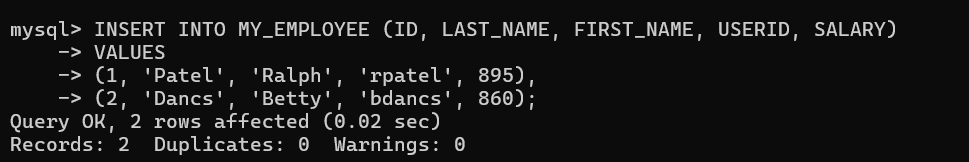 mysql> INSERT INTO MY_EMPLOYEE (ID, LAST_NAME, FIRST_NAME, USERID, SALARY)
    -> VALUES
    -> (1, 'Patel', 'Ralph', 'rpatel', 895),
    -> (2, 'Dancs', 'Betty', 'bdancs', 860);
Query OK, 2 rows affected (0.02 sec)
Records: 2  Duplicates: 0  Warnings: 0